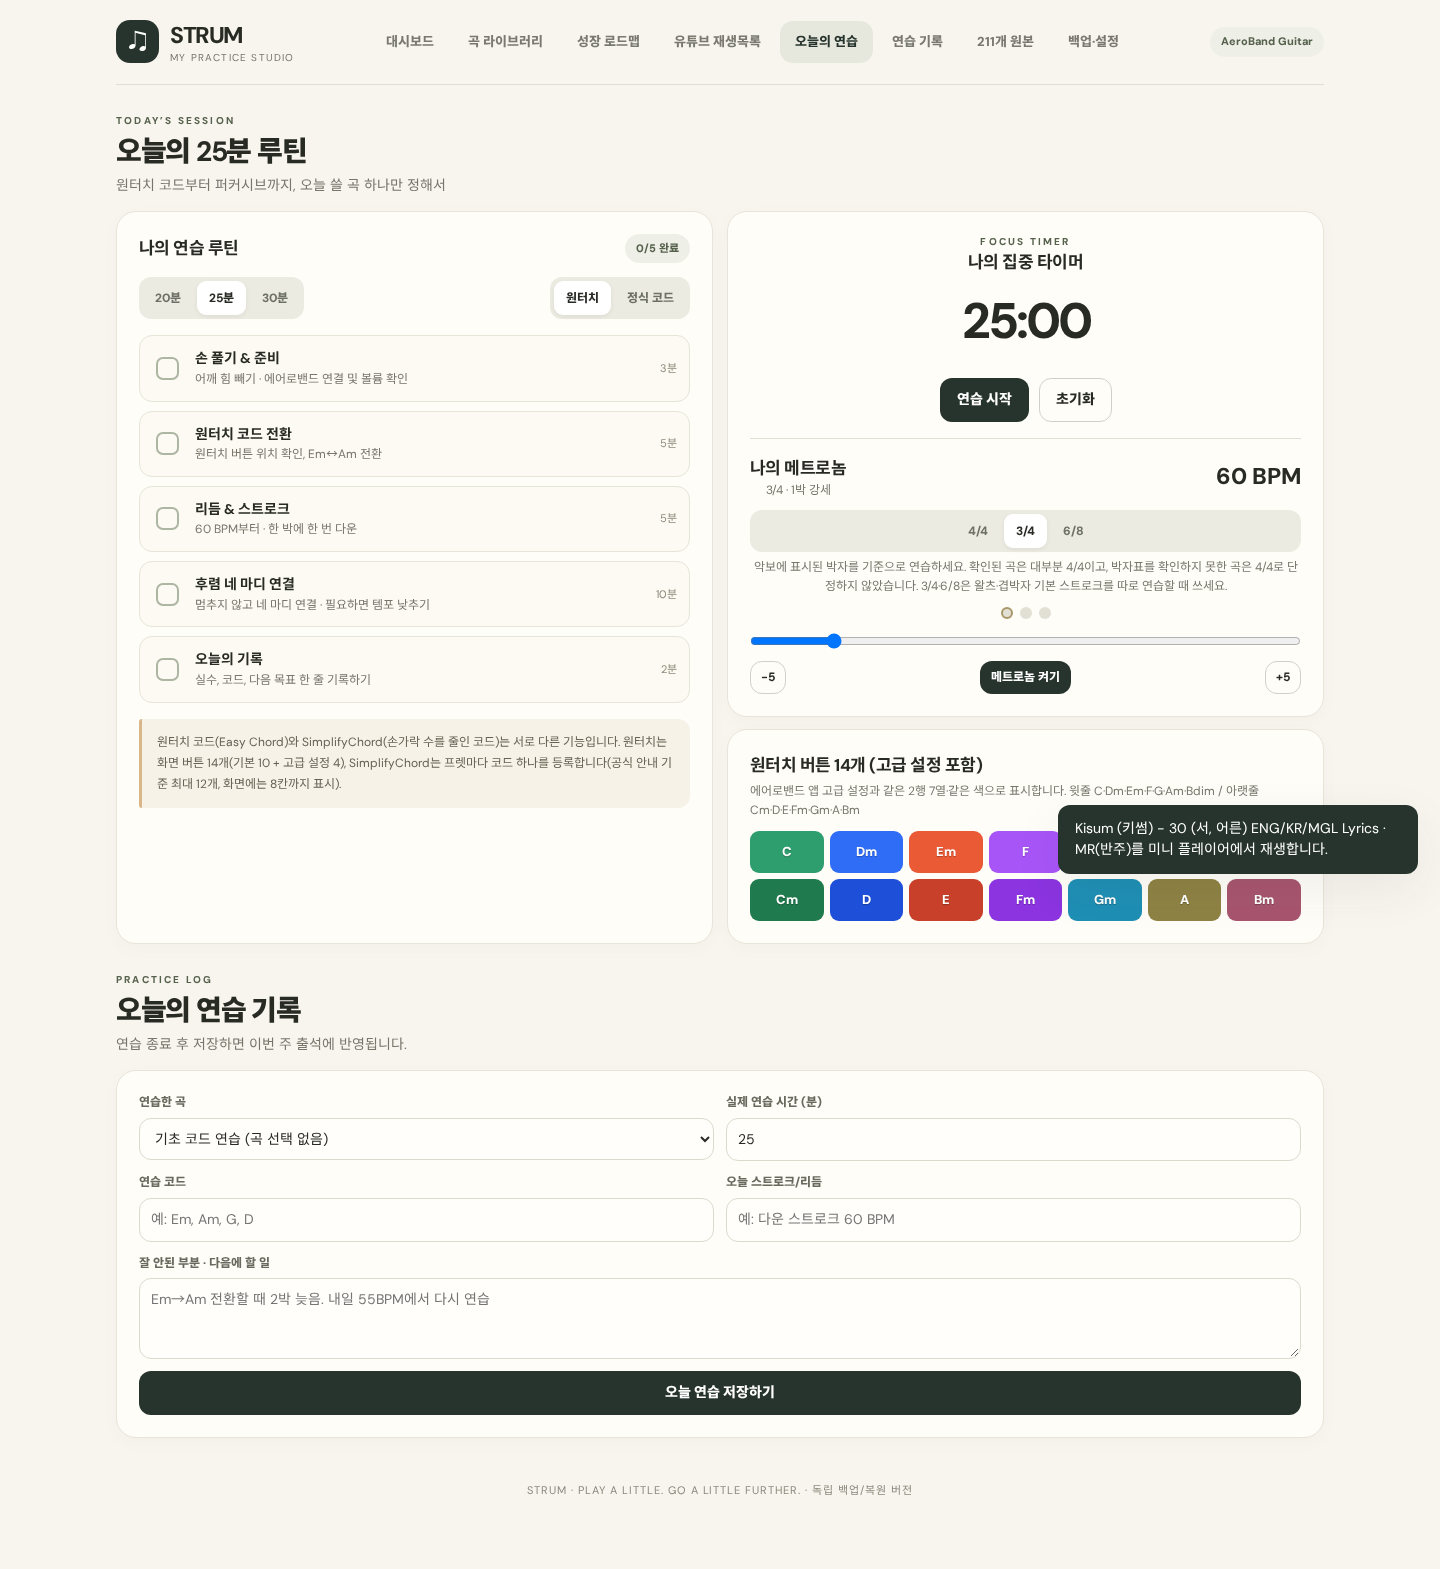 STRUM
MY PRACTICE STUDIO
대시보드
곡 라이브러리
성장 로드맵
유튜브 재생목록
오늘의 연습
연습 기록
211개 원본
백업·설정
AeroBand Guitar
TODAY'S SESSION
오늘의 25분 루틴
원터치 코드부터 퍼커시브까지, 오늘 쓸 곡 하나만 정해서
나의 연습 루틴
0/5 완료
20분
25분
30분
원터치
정식 코드
손 풀기 & 준비
어깨 힘 빼기 · 에어로밴드 연결 및 볼륨 확인
3분
원터치 코드 전환
원터치 버튼 위치 확인, Em↔Am 전환
5분
리듬 & 스트로크
60 BPM부터 · 한 박에 한 번 다운
5분
후렴 네 마디 연결
멈추지 않고 네 마디 연결 · 필요하면 템포 낮추기
10분
오늘의 기록
실수, 코드, 다음 목표 한 줄 기록하기
2분
원터치 코드(Easy Chord)와 SimplifyChord(손가락 수를 줄인 코드)는 서로 다른 기능입니다. 원터치는
화면 버튼 14개(기본 10 + 고급 설정 4), SimplifyChord는 프렛마다 코드 하나를 등록합니다(공식 안내 기
준 최대 12개, 화면에는 8칸까지 표시).
FOCUS TIMER
나의 집중 타이머
25:00
연습 시작
초기화
나의 메트로놈
3/4 · 1박 강세
60 BPM
4/4
3/4
6/8
악보에 표시된 박자를 기준으로 연습하세요. 확인된 곡은 대부분 4/4이고, 박자표를 확인하지 못한 곡은 4/4로 단
정하지 않았습니다. 3/4·6/8은 왈츠·겹박자 기본 스트로크를 따로 연습할 때 쓰세요.
-5
메트로놈 켜기
+5
원터치 버튼 14개 (고급 설정 포함)
에어로밴드 앱 고급 설정과 같은 2행 7열·같은 색으로 표시합니다. 윗줄 C·Dm·Em·F·G·Am·Bdim / 아랫줄
Cm·D·E·Fm·Gm·A·Bm
C
Dm
Em
F
Kisum (키썸) - 30 (서, 어른) ENG/KR/MGL Lyrics ·
MR(반주)를 미니 플레이어에서 재생합니다.
Cm
D
E
Fm
Gm
A
Bm
PRACTICE LOG
오늘의 연습 기록
연습 종료 후 저장하면 이번 주 출석에 반영됩니다.
연습한 곡
기초 코드 연습 (곡 선택 없음)
실제 연습 시간 (분)
25
연습 코드
예: Em, Am, G, D
오늘 스트로크/리듬
예: 다운 스트로크 60 BPM
잘 안된 부분 · 다음에 할 일
Em→Am 전환할 때 2박 늦음. 내일 55BPM에서 다시 연습
오늘 연습 저장하기
STRUM · PLAY A LITTLE. GO A LITTLE FURTHER. · 독립 백업/복원 버전